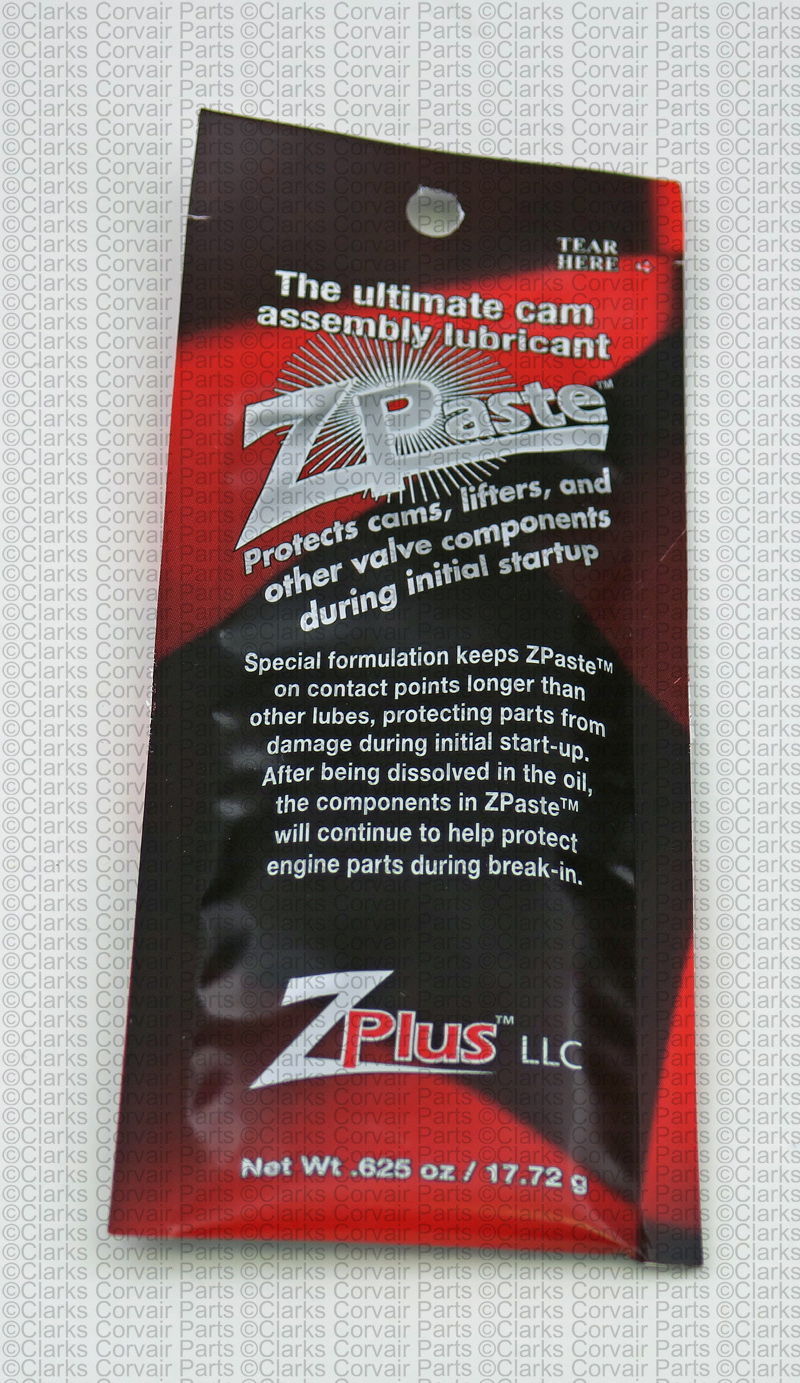 TEAR
HERE
The ultimate cam
assembly lubricant
ZPaste™
Protects cams, lifters, and
other valve components
during initial startup
Special formulation keeps ZPaste™
on contact points longer than
other lubes, protecting parts from
damage during initial start-up.
After being dissolved in the oil,
the components in ZPaste™
will continue to help protect
engine parts during break-in.
ZPlus™ LLC
Net Wt .625 oz / 17.72 g
©Clarks Corvair Parts